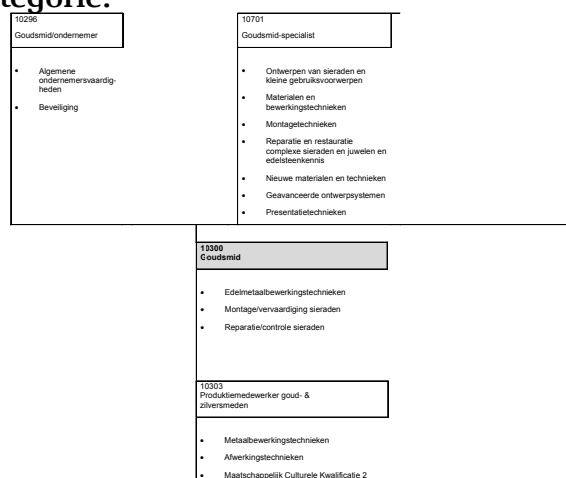 tegorie:
10296
Goudsmid/ondernemer
• Algemene
ondernemersvaardig-
heden
• Beveiliging
10701
Goudsmid-specialist
• Ontwerpen van sieraden en
kleine gebruiksvoorwerpen
• Materialen en
bewerkingstechnieken
• Montagetechnieken
• Reparatie en restauratie
complexe sieraden en juwelen en
edelsteenkennis
• Nieuwe materialen en technieken
• Geavanceerde ontwerpsystemen
• Presentatietechnieken
10300
Goudsmid
• Edelmetaalbewerkingstechnieken
• Montage/vervaardiging sieraden
• Reparatie/controle sieraden
10303
Produktiemedewerker goud- &
zilversmeden
• Metaalbewerkingstechnieken
• Afwerkingstechnieken
• Maatschappelijk Culturele Kwalificatie 2